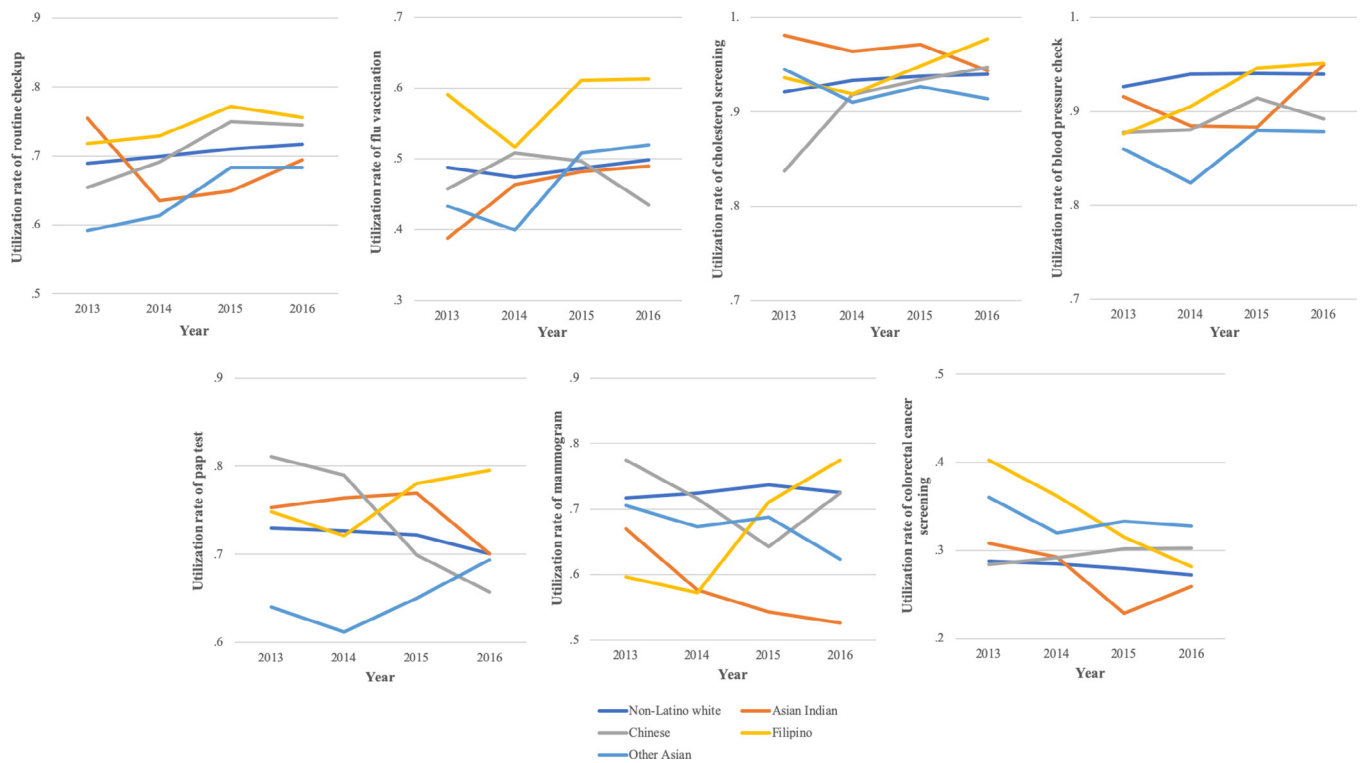 Utilization rate of routine checkup
.9
.8
.7
.6
.5
2013 2014 2015 2016
Year
Utilization rate of flu vaccination
.7
.6
.5
.4
.3
2013 2014 2015 2016
Year
Utilization rate of cholesterol screening
1.
.9
.8
.7
2013 2014 2015 2016
Year
Utilization rate of blood pressure check
1.
.9
.8
.7
2013 2014 2015 2016
Year
Utilization rate of pap test
.9
.8
.7
.6
2013 2014 2015 2016
Year
Utilization rate of mammogram
.9
.8
.7
.6
.5
2013 2014 2015 2016
Year
Utilization rate of colorectal cancer
screening
.5
.4
.3
.2
2013 2014 2015 2016
Year
Non-Latino white Asian Indian
Chinese Filipino
Other Asian